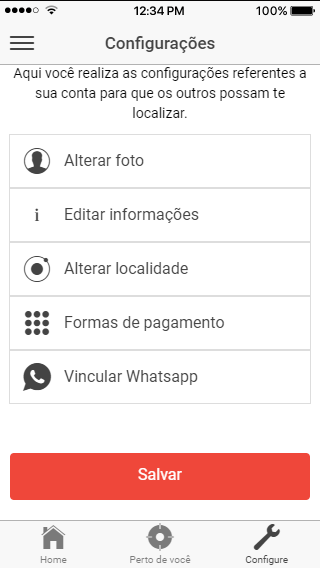 12:34 PM
100%
Configurações
Aqui você realiza as configurações referentes a
sua conta para que os outros possam te
localizar.
Alterar foto
i
Editar informações
Alterar localidade
Formas de pagamento
Vincular Whatsapp
Salvar
Home
Perto de você
Configure